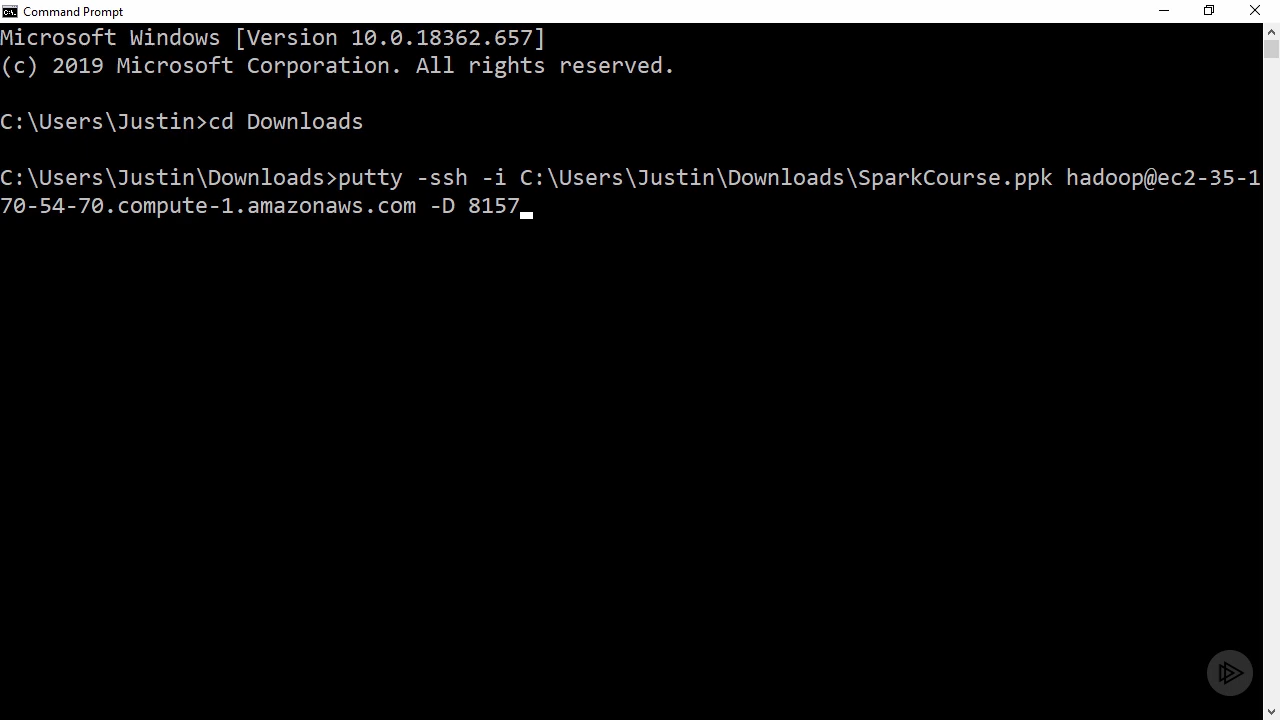 Command Prompt
Microsoft Windows [Version 10.0.18362.657]
(c) 2019 Microsoft Corporation. All rights reserved.
C:\Users\Justin>cd Downloads
C:\Users\Justin\Downloads>putty -ssh -i C:\Users\Justin\Downloads\SparkCourse.ppk hadoop@ec2-35-1
70-54-70.compute-1.amazonaws.com -D 8157